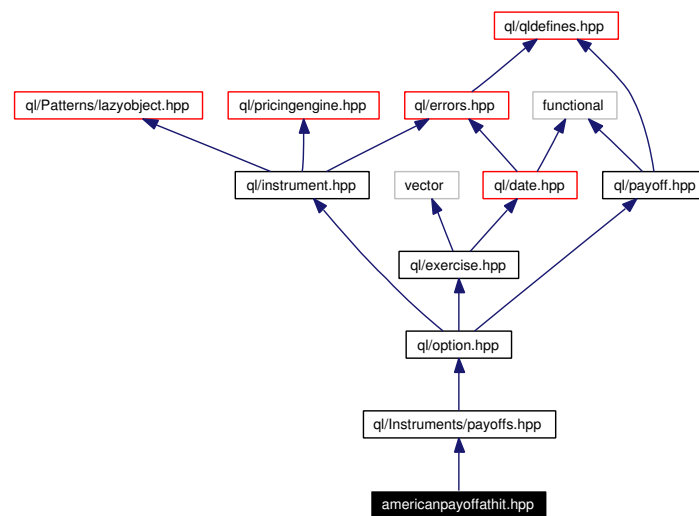 ql/qldefines.hpp
ql/Patterns/lazyobject.hpp
ql/pricingengine.hpp
ql/errors.hpp
functional
ql/instrument.hpp
vector
ql/date.hpp
ql/payoff.hpp
ql/exercise.hpp
ql/option.hpp
ql/Instruments/payoffs.hpp
americanpayoffathit.hpp